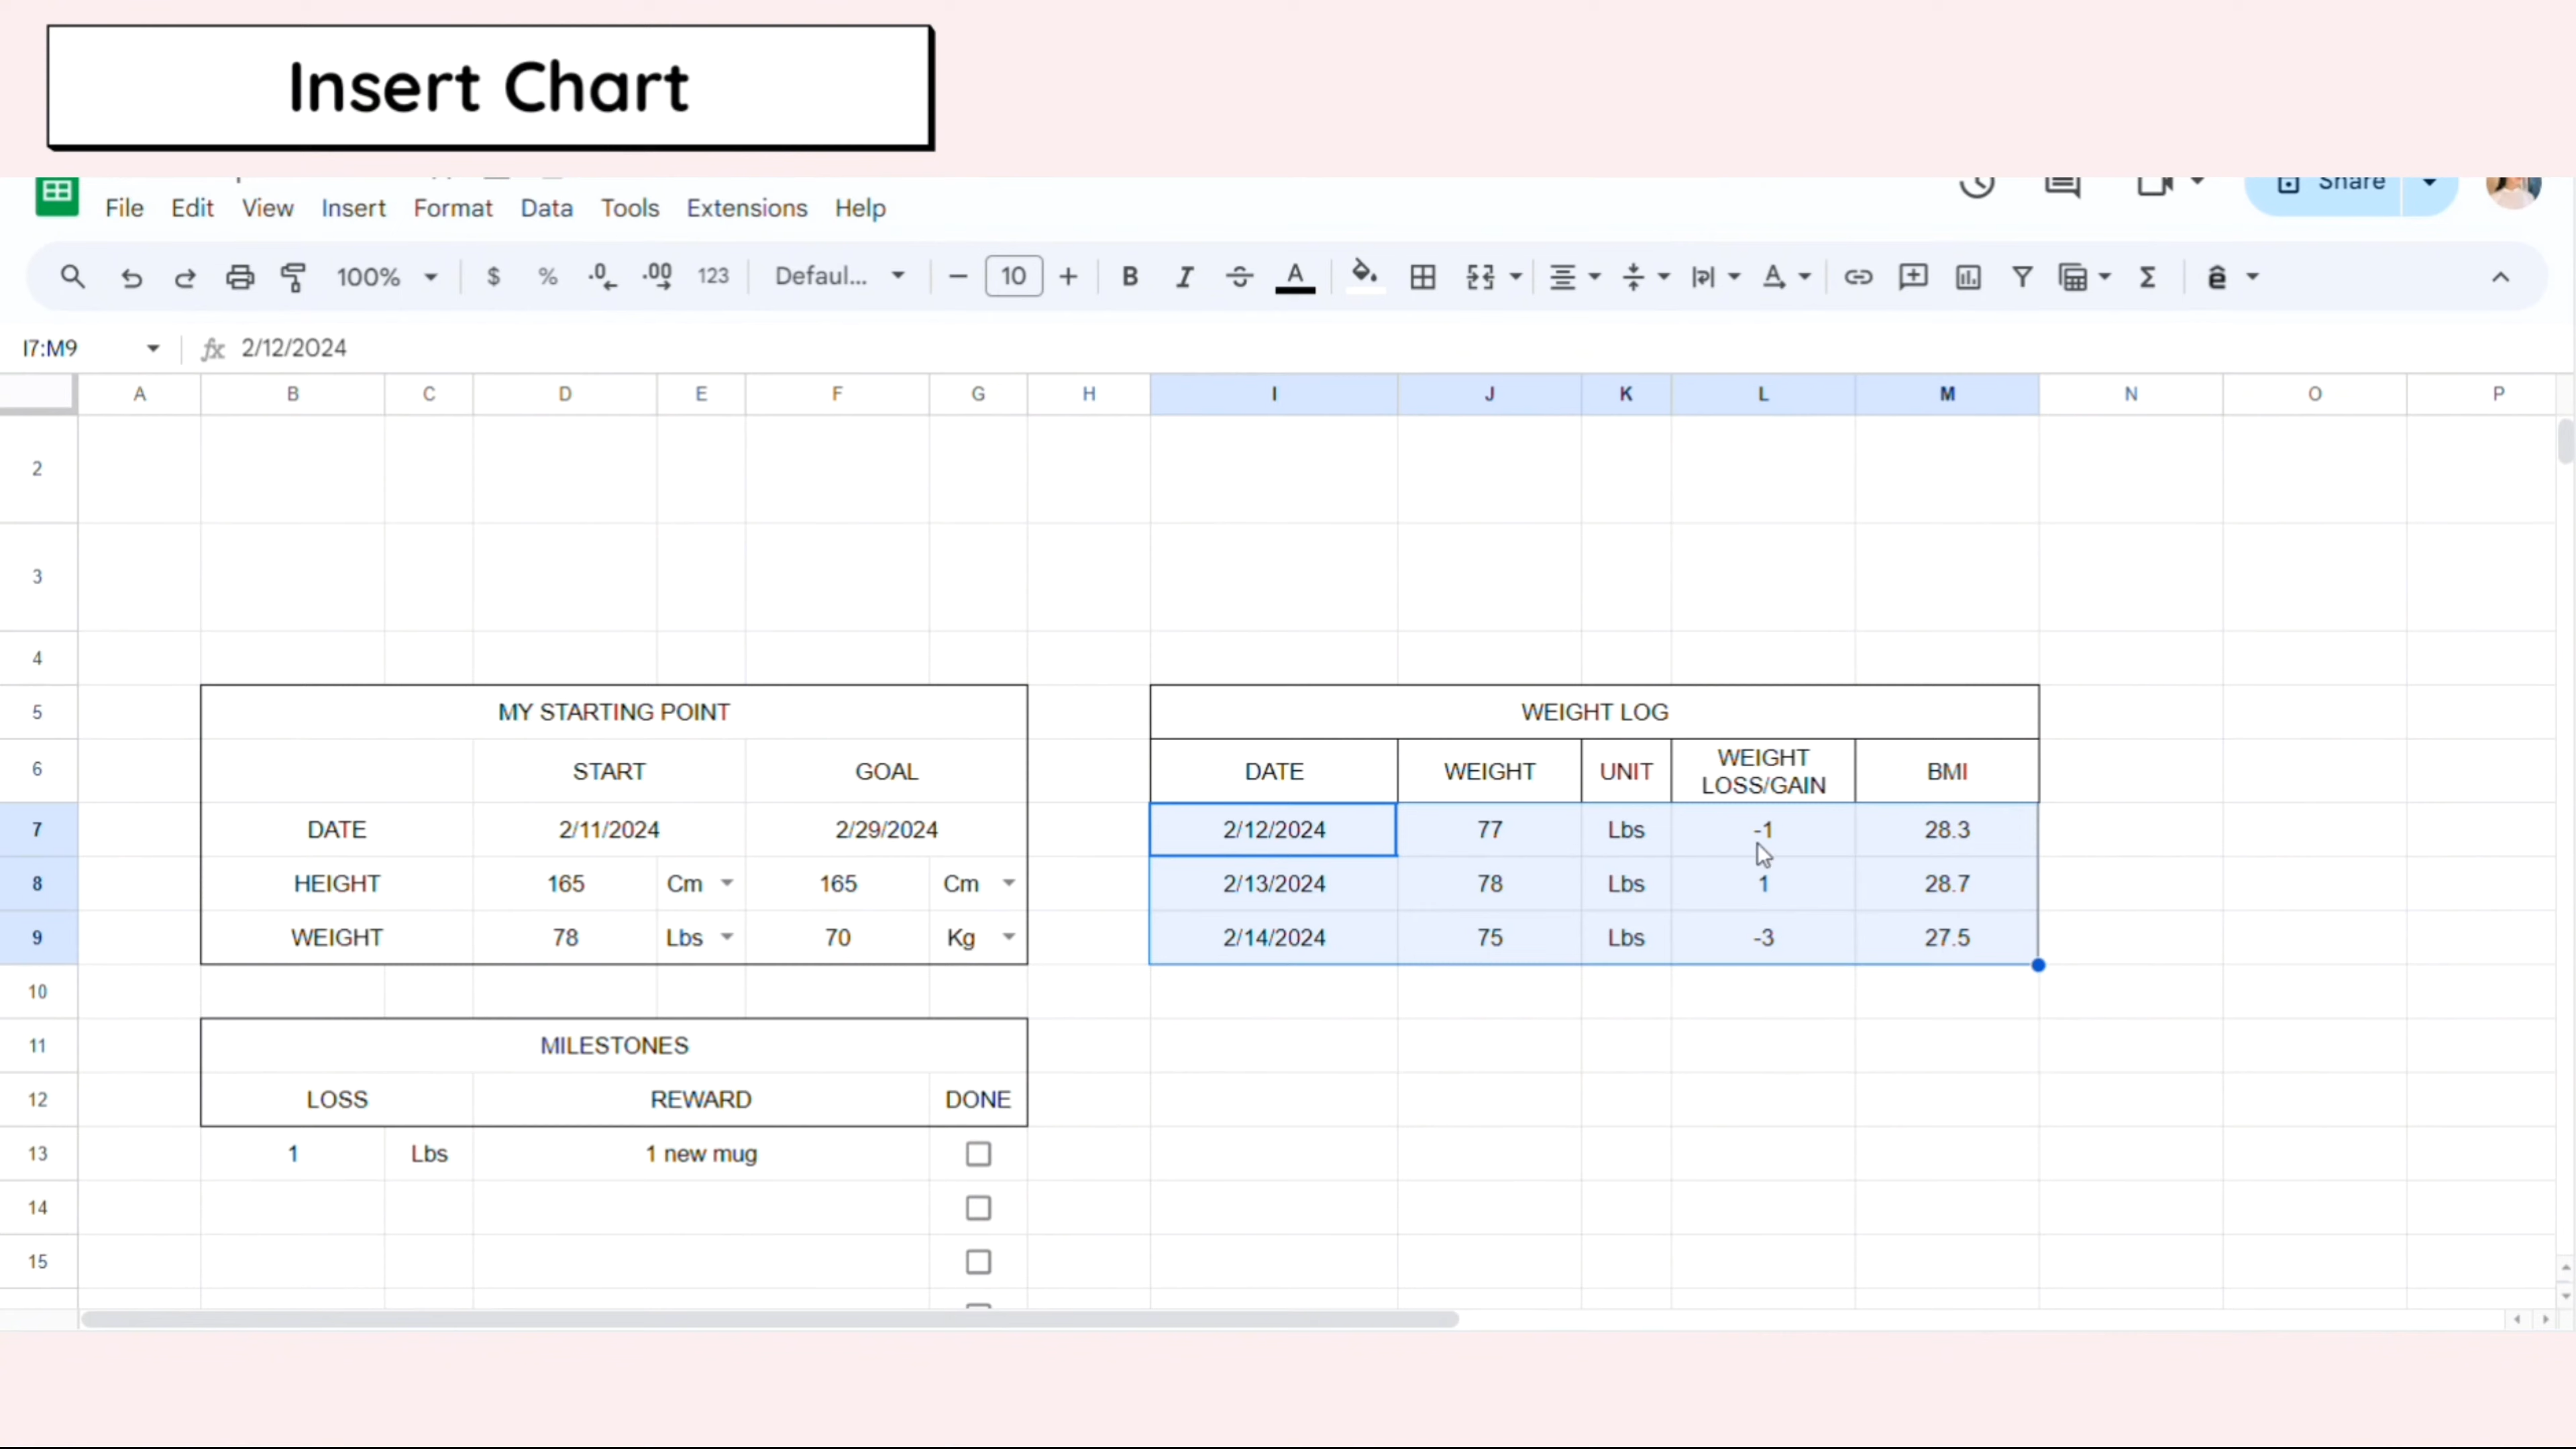 Insert Chart
File Edit View Insert Format Data Tools Extensions Help
Share
100% $ % .0 .00 123 Defaul... 10 B I A
I7:M9 fx 2/12/2024
A B C D E F G H I J K L M N O P
2
3
4
5 MY STARTING POINT WEIGHT LOG
6 START GOAL DATE WEIGHT UNIT WEIGHT LOSS/GAIN BMI
7 DATE 2/11/2024 2/29/2024 2/12/2024 77 Lbs -1 28.3
8 HEIGHT 165 Cm 165 Cm 2/13/2024 78 Lbs 1 28.7
9 WEIGHT 78 Lbs 70 Kg 2/14/2024 75 Lbs -3 27.5
10
11 MILESTONES
12 LOSS REWARD DONE
13 1 Lbs 1 new mug
14
15